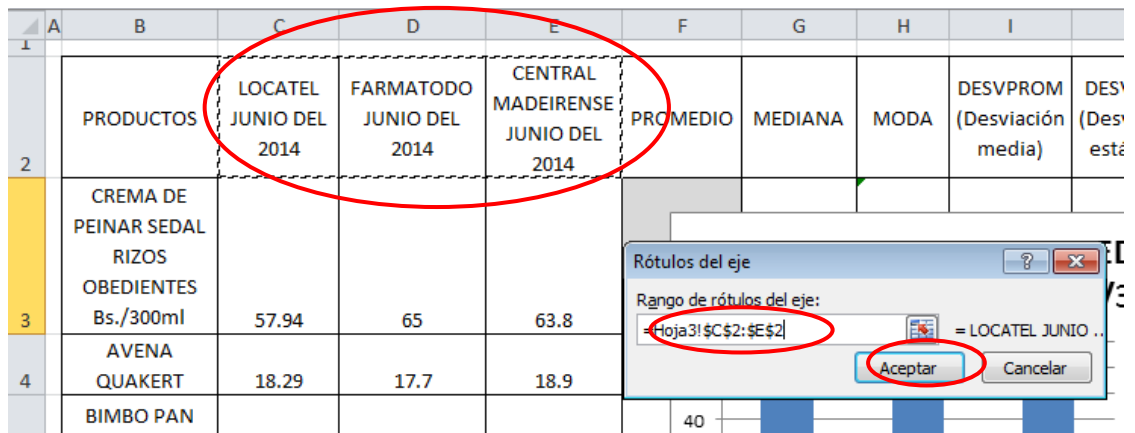 A B C D E F G H I
1
2
PRODUCTOS
LOCATEL
JUNIO DEL
2014
FARMATODO
JUNIO DEL
2014
CENTRAL
MADEIRENSE
JUNIO DEL
2014
PROMEDIO
MEDIANA
MODA
DESVPROM
(Desviación
media)
3
CREMA DE
PEINAR SEDAL
RIZOS
OBEDIENTES
Bs./300ml
57.94 65 63.8
4
AVENA
QUAKERT
18.29 17.7 18.9
BIMBO PAN
Rótulos del eje
Rango de rótulos del eje:
=Hoja3!$C$2:$E$2
= LOCATEL JUNIO ..
Aceptar Cancelar
40